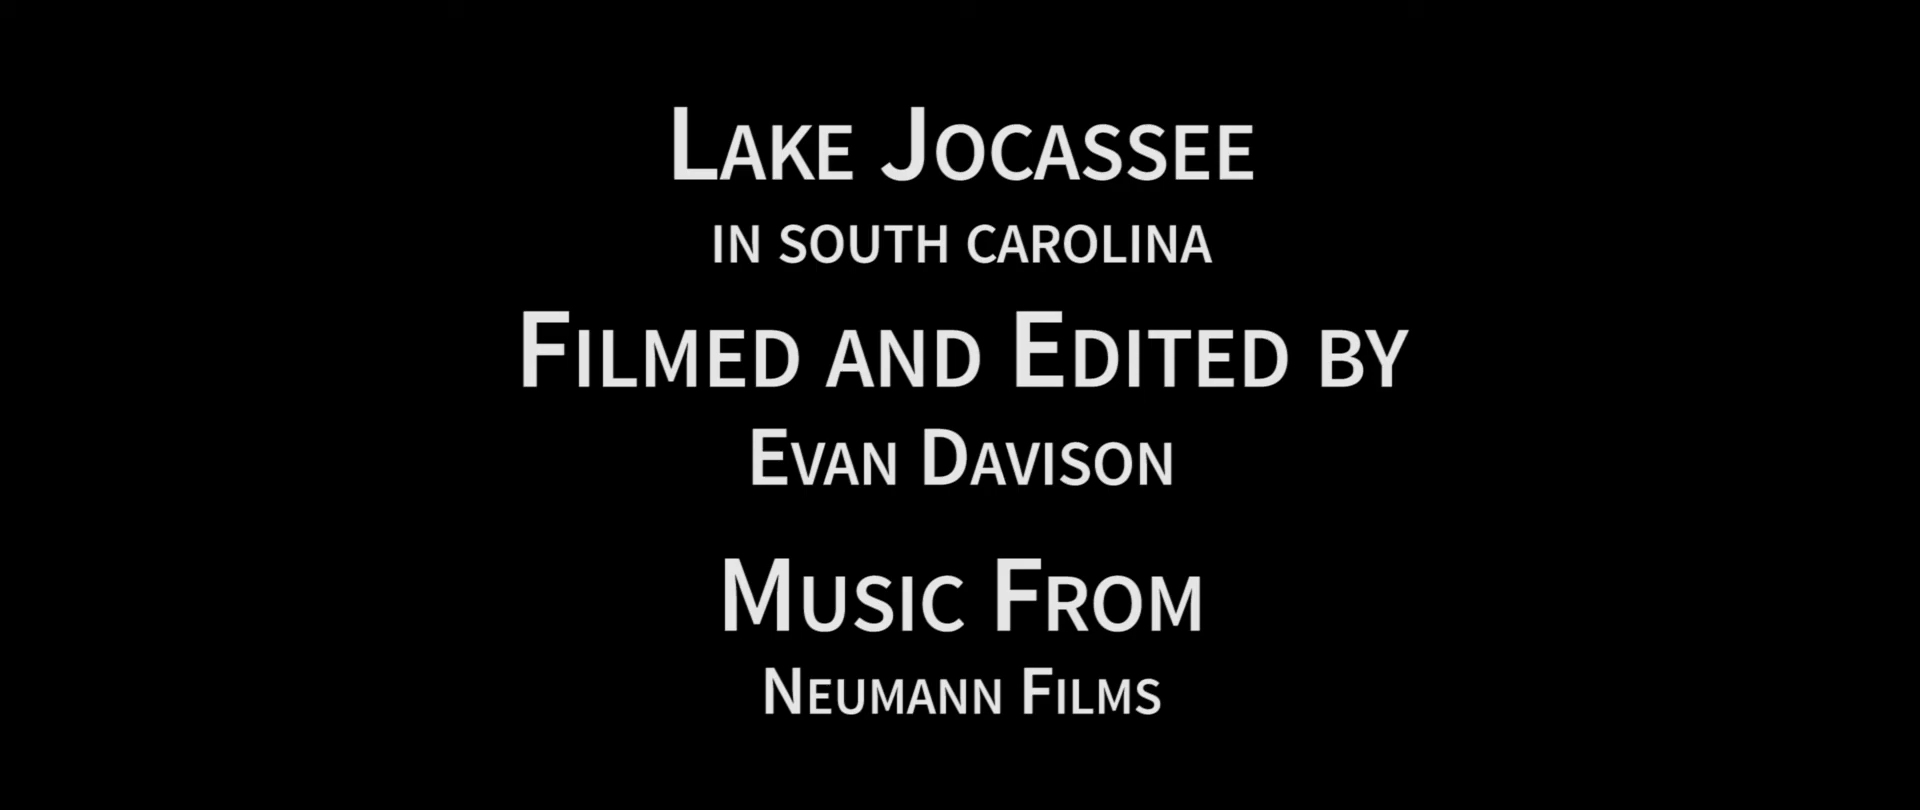 Lake Jocassee
in South Carolina
Filmed and Edited by
Evan Davison
Music From
Neumann Films